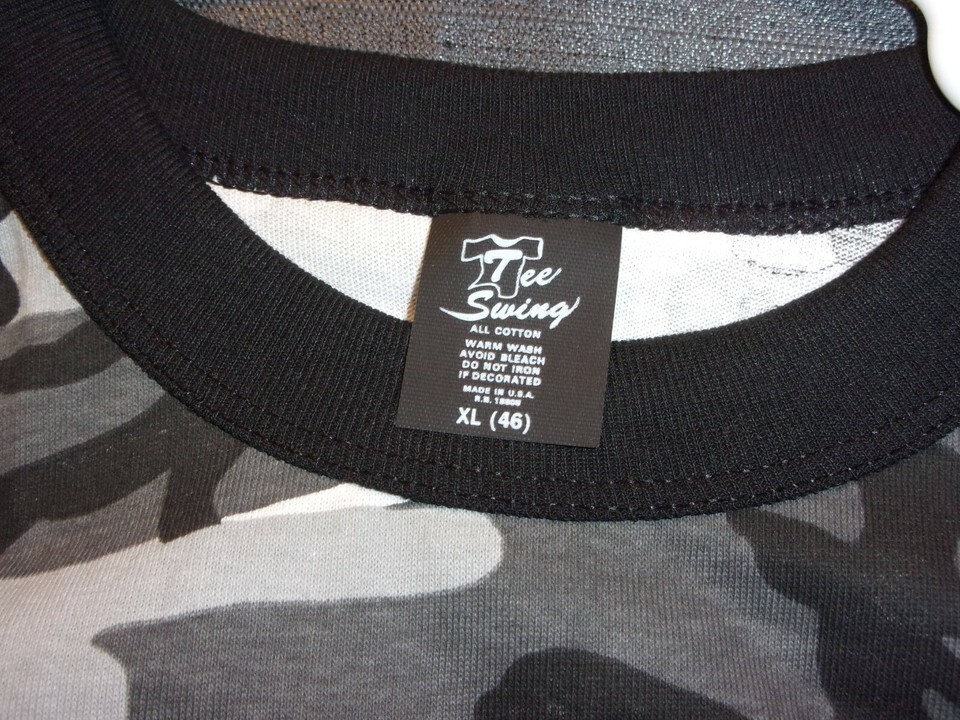 Tee
Swing
ALL COTTON
WARM WASH
AVOID BLEACH
DO NOT IRON
IF DECORATED
MADE IN U.S.A.
XL (46)